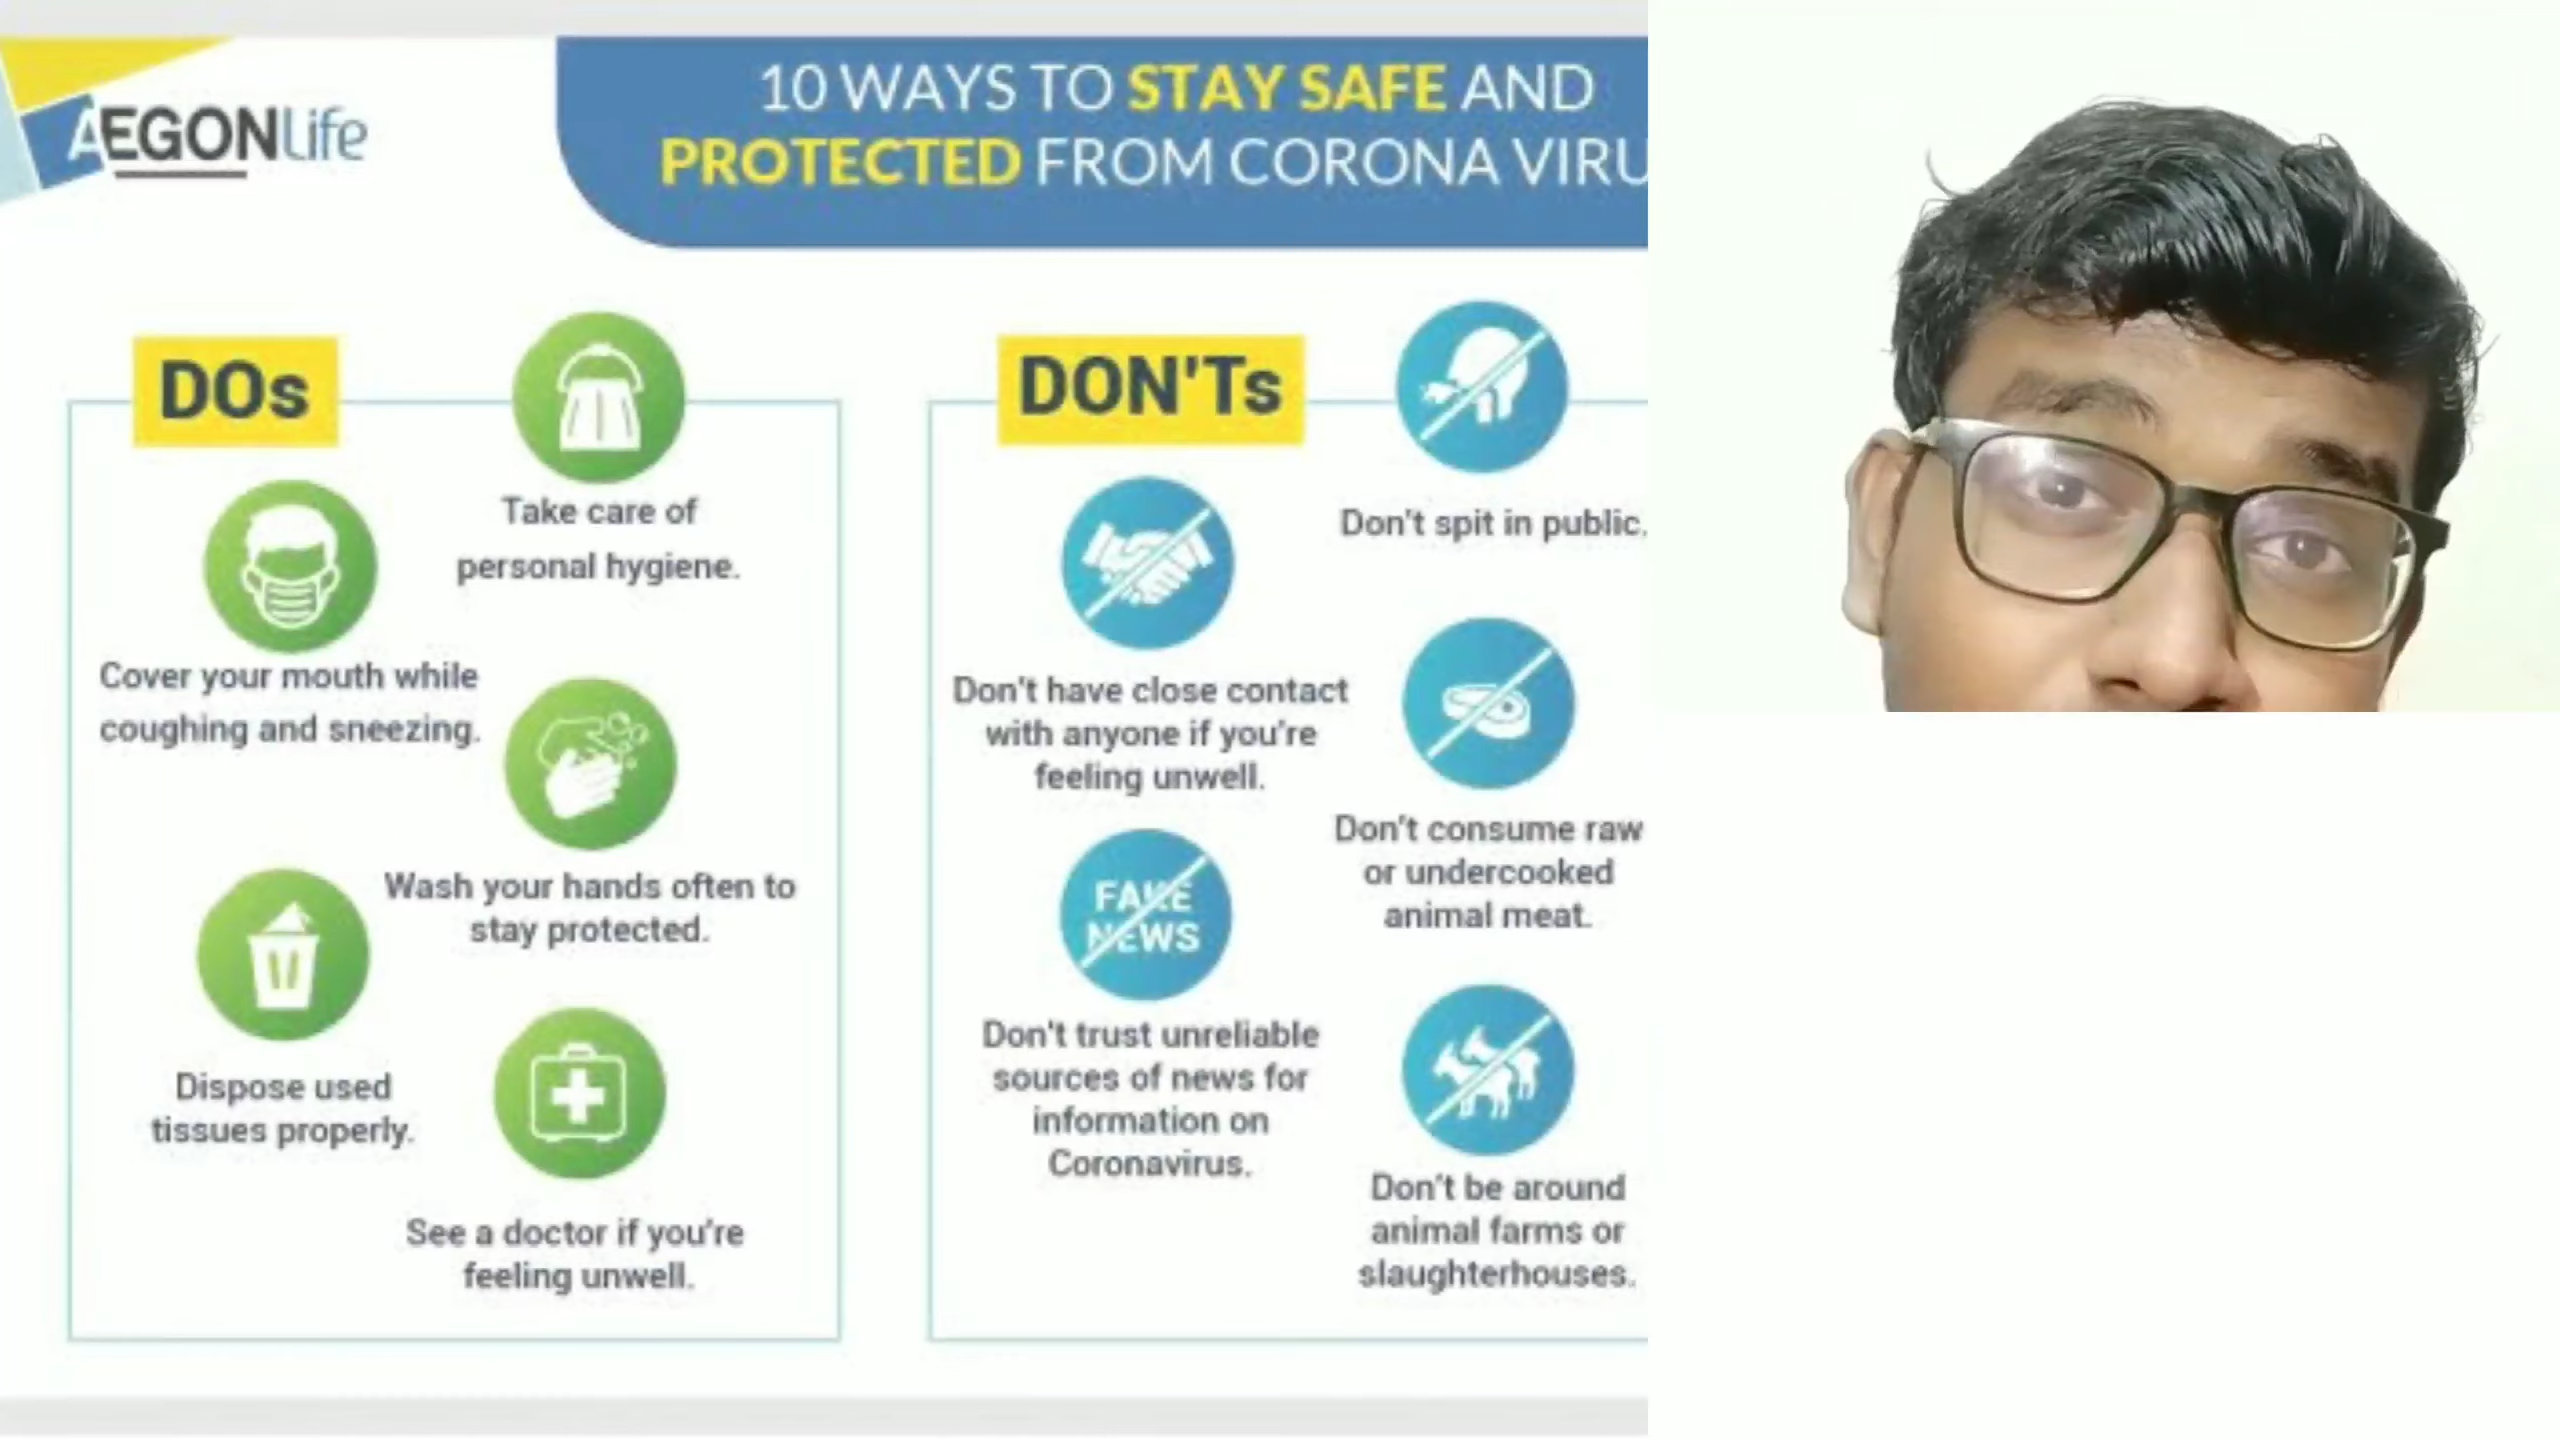 AEGONLife
10 WAYS TO STAY SAFE AND
PROTECTED FROM CORONA VIRU
DOs
Take care of
personal hygiene.
Cover your mouth while
coughing and sneezing.
Wash your hands often to
stay protected.
Dispose used
tissues properly.
See a doctor if you're
feeling unwell.
DON'Ts
Don't spit in public.
Don't have close contact
with anyone if you're
feeling unwell.
Don't consume raw
or undercooked
animal meat.
FAKE
NEWS
Don't trust unreliable
sources of news for
information on
Coronavirus.
Don't be around
animal farms or
slaughterhouses.